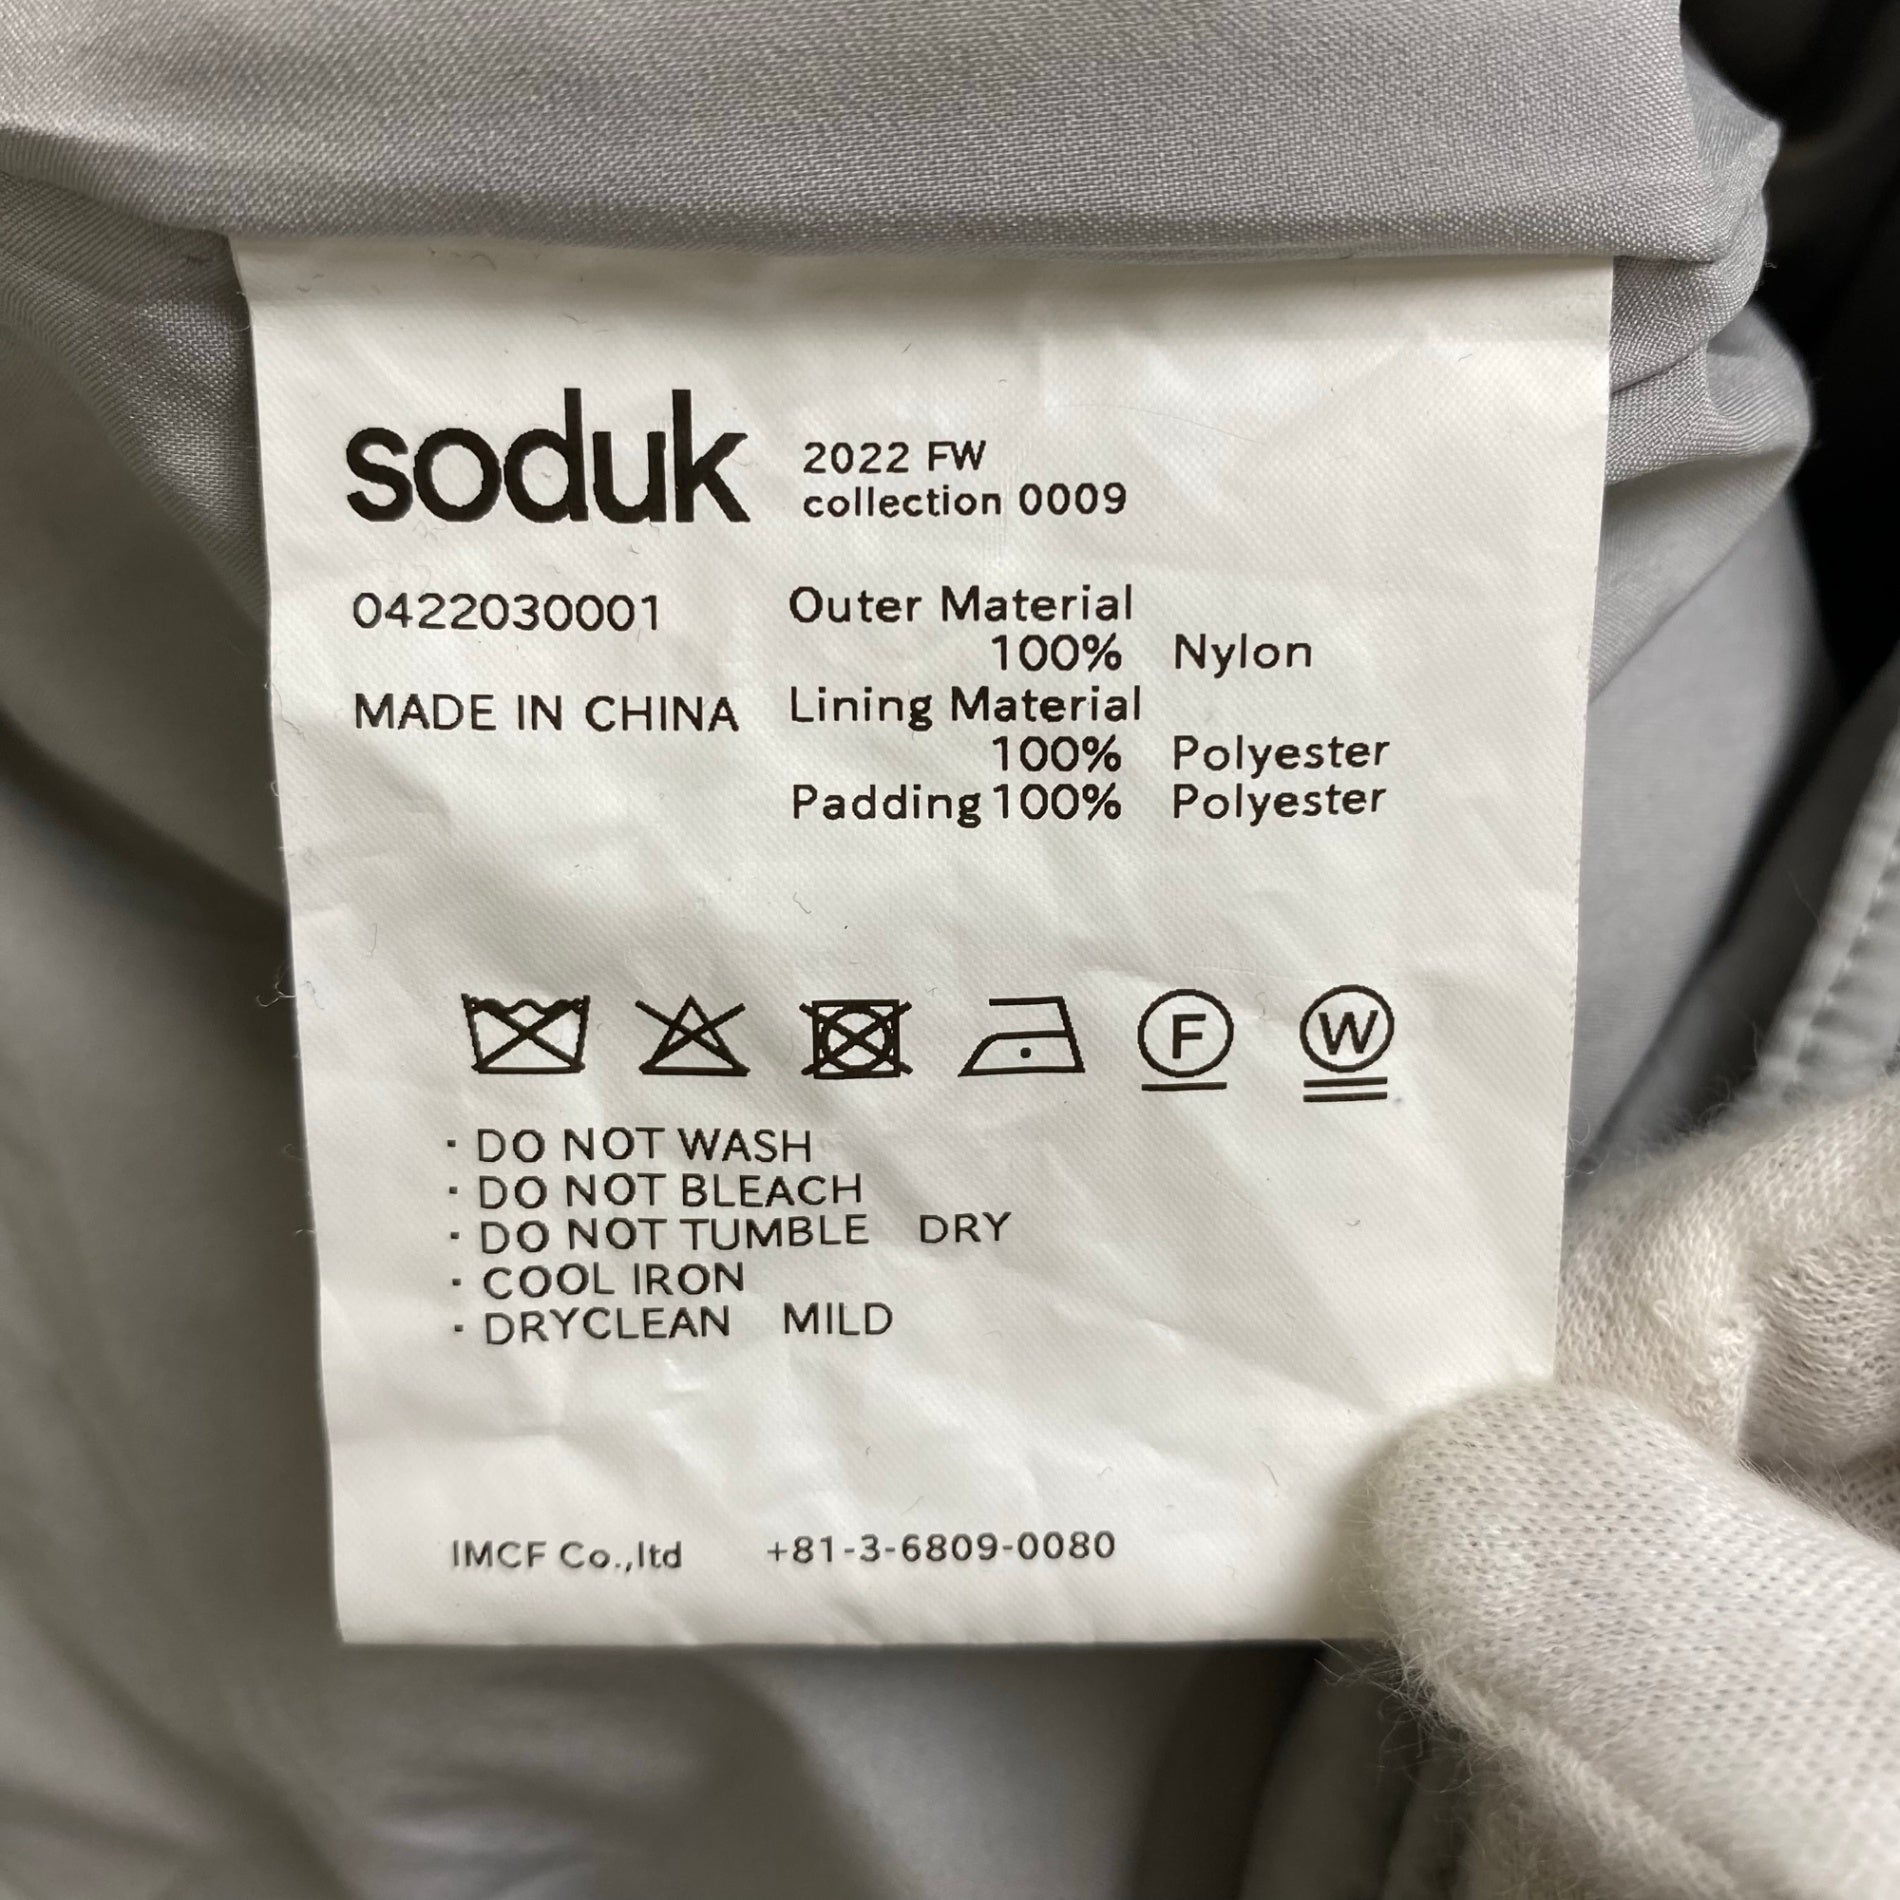 soduk
2022 FW
collection 0009
0422030001
MADE IN CHINA
Outer Material
100% Nylon
Lining Material
100% Polyester
Padding 100% Polyester
F
W
· DO NOT WASH
· DO NOT BLEACH
· DO NOT TUMBLE DRY
· COOL IRON
· DRYCLEAN MILD
IMCF Co.,ltd +81-3-6809-0080